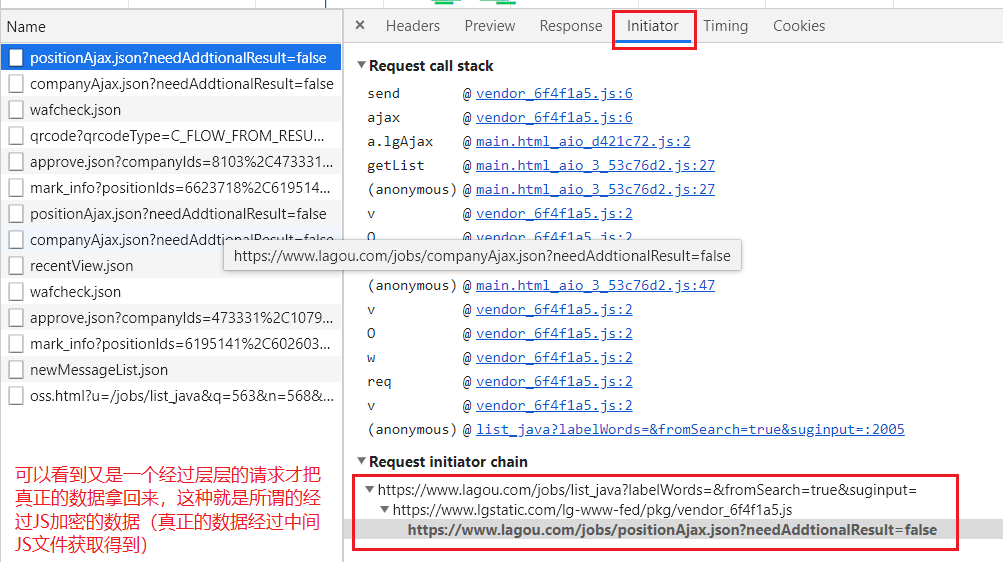 Name
× Headers Preview Response Initiator Timing Cookies
positionAjax.json?needAddtionalResult=false
companyAjax.json?needAddtionalResult=false
wafcheck.json
qrcode?qrcodeType=C_FLOW_FROM_RESU...
approve.json?companyIds=8103%2C473331...
mark_info?positionIds=6623718%2C619514...
positionAjax.json?needAddtionalResult=false
companyAjax.json?needAddtionalResult=false
recentView.json
wafcheck.json
approve.json?companyIds=473331%2C1079...
mark_info?positionIds=6195141%2C602603...
newMessageList.json
oss.html?u=/jobs/list_java&q=563&n=568&...
可以看到又是一个经过层层的请求才把
真正的数据拿回来，这种就是所谓的经
过JS加密的数据（真正的数据经过中间
JS文件获取得到）
Request call stack
send @ vendor_6f4f1a5.js:6
ajax @ vendor_6f4f1a5.js:6
a.lgAjax @ main.html_aio_d421c72.js:2
getList @ main.html_aio_3_53c76d2.js:27
(anonymous) @ main.html_aio_3_53c76d2.js:27
v @ vendor_6f4f1a5.js:2
O @ vendor_6f4f1a5.js:2
https://www.lagou.com/jobs/companyAjax.json?needAddtionalResult=false
(anonymous) @ main.html_aio_3_53c76d2.js:47
v @ vendor_6f4f1a5.js:2
O @ vendor_6f4f1a5.js:2
w @ vendor_6f4f1a5.js:2
req @ vendor_6f4f1a5.js:2
v @ vendor_6f4f1a5.js:2
(anonymous) @ list_java?labelWords=&fromSearch=true&suginput=:2005
Request initiator chain
https://www.lagou.com/jobs/list_java?labelWords=&fromSearch=true&suginput=
https://www.lgstatic.com/lg-www-fed/pkg/vendor_6f4f1a5.js
https://www.lagou.com/jobs/positionAjax.json?needAddtionalResult=false